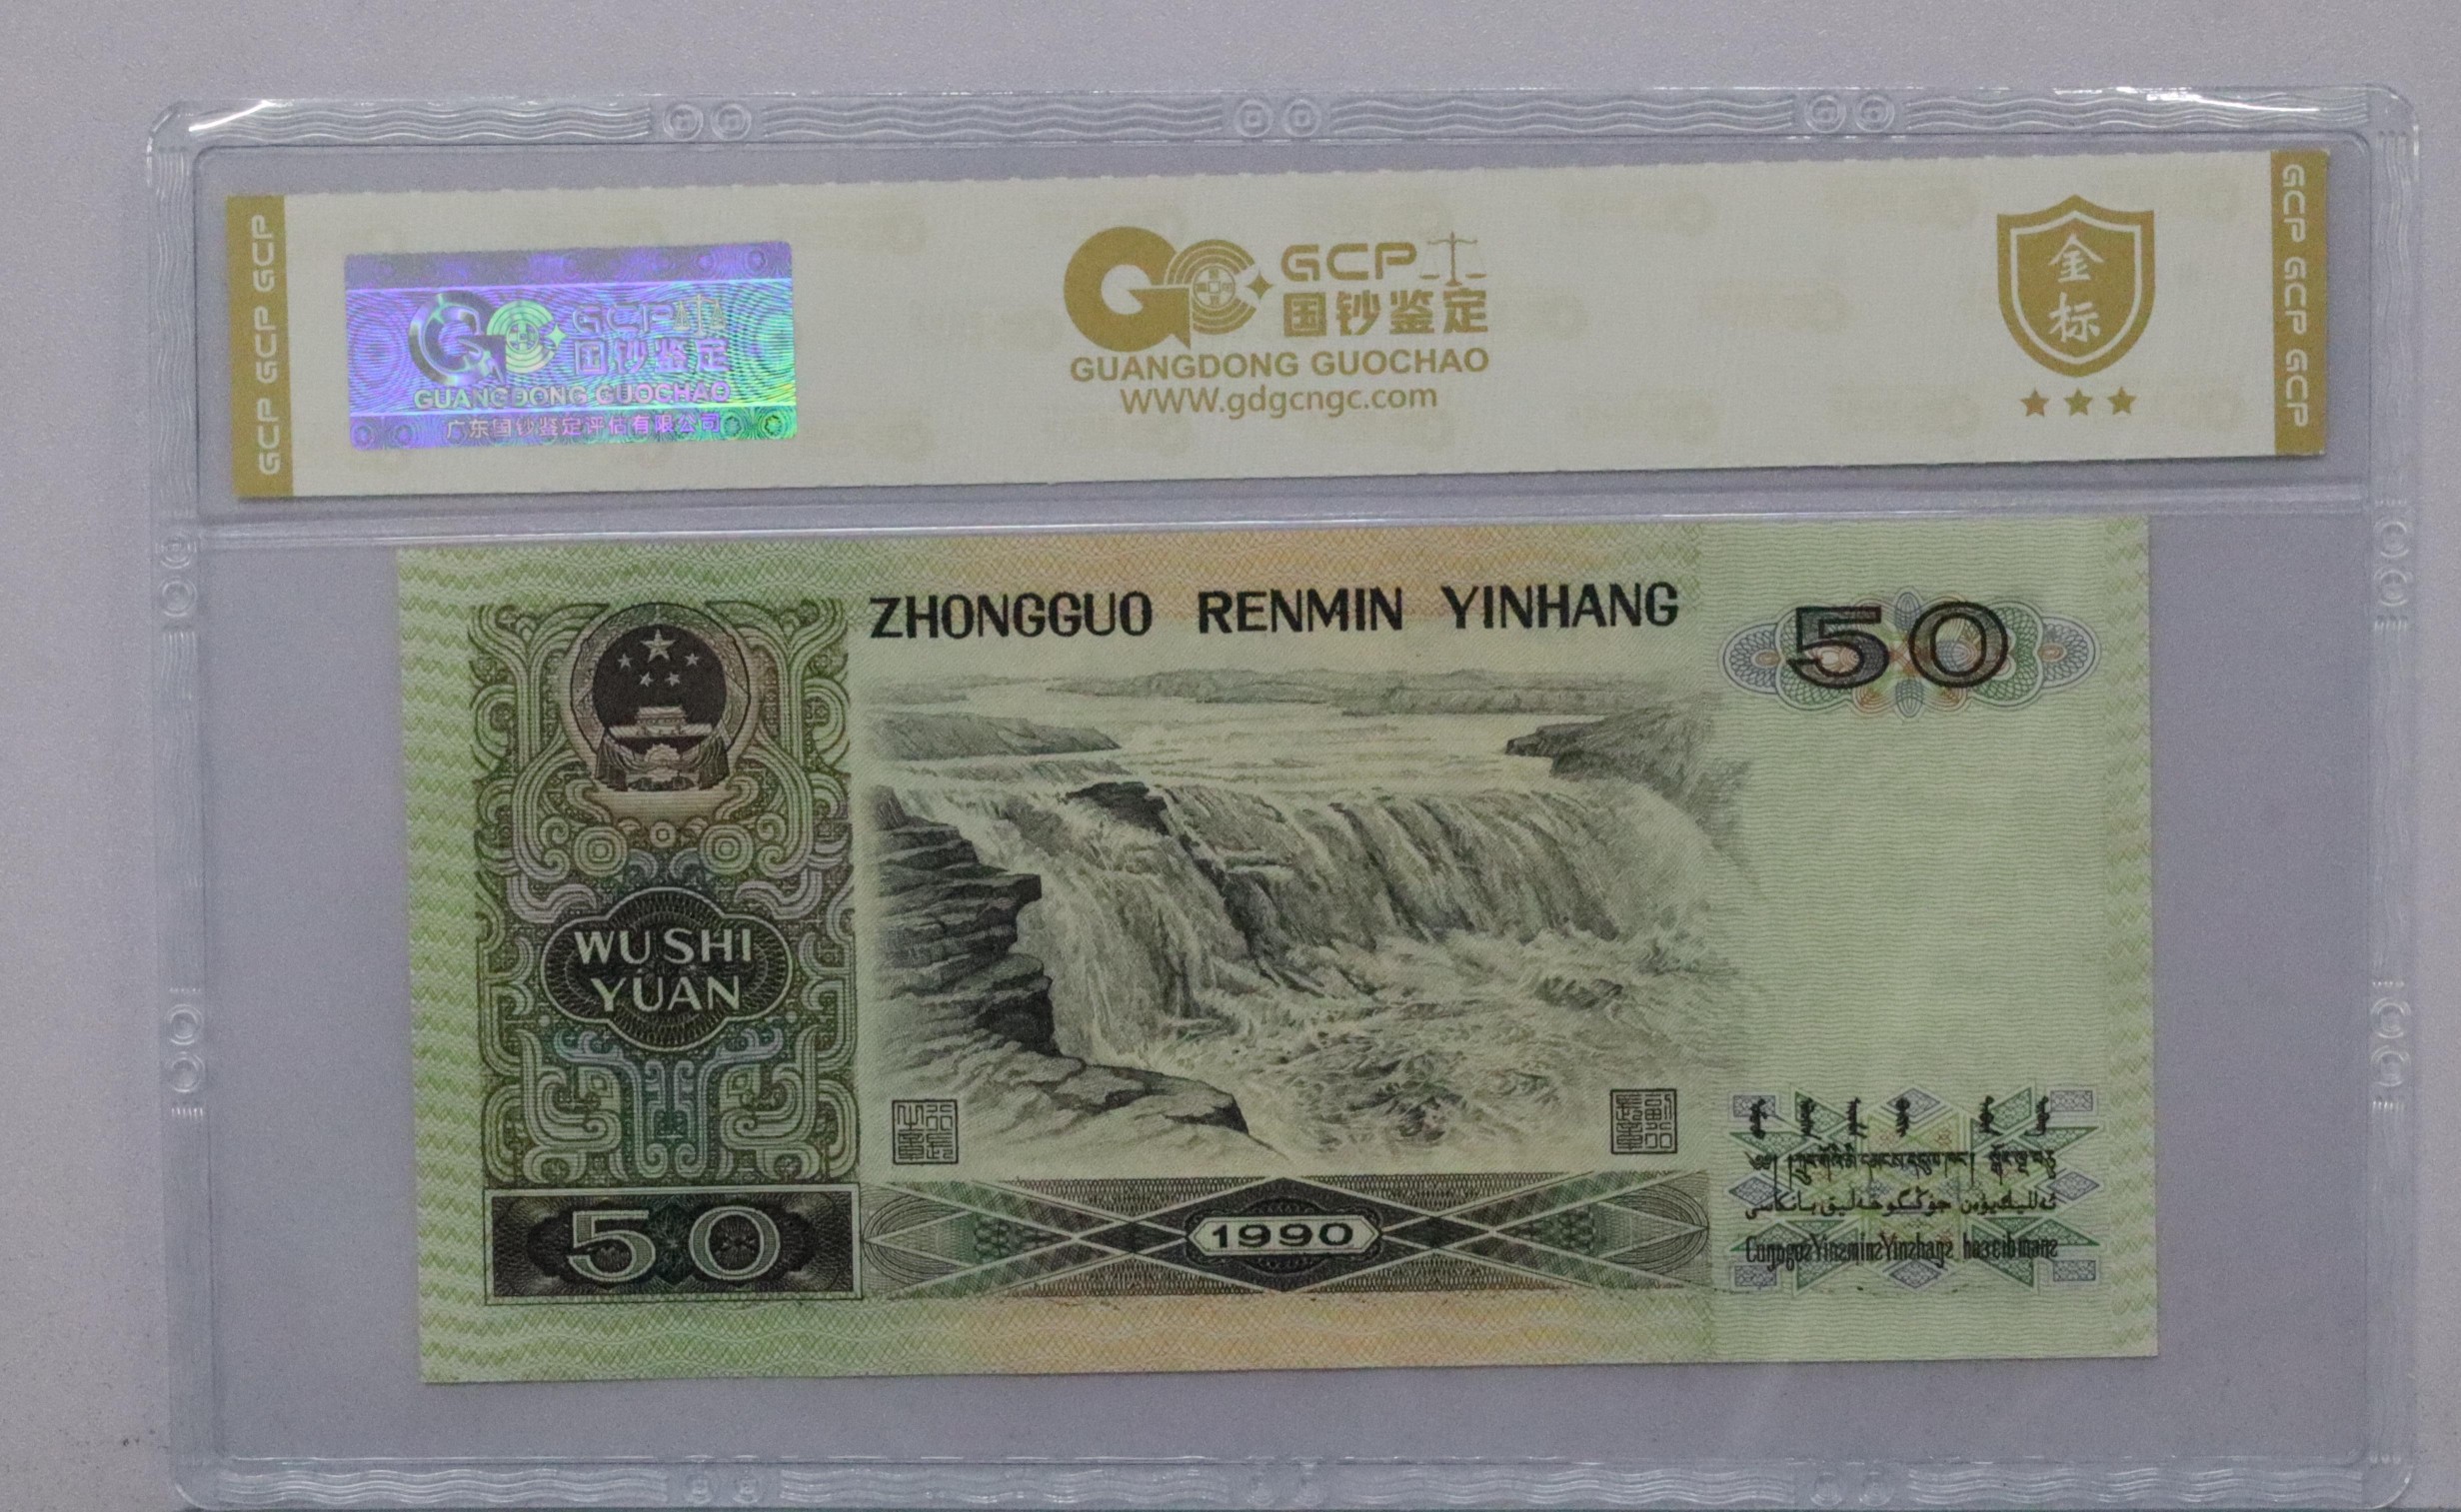 GCP GCP GCP
GCP
国钞鉴定
GUANGDONG GUOCHAO
广东国钞鉴定评估有限公司
GCP
国钞鉴定
GUANGDONG GUOCHAO
www.gdgcngc.com
金标
GCP GCP GCP
ZHONGGUO RENMIN YINHANG
50
WU SHI
YUAN
50
1990